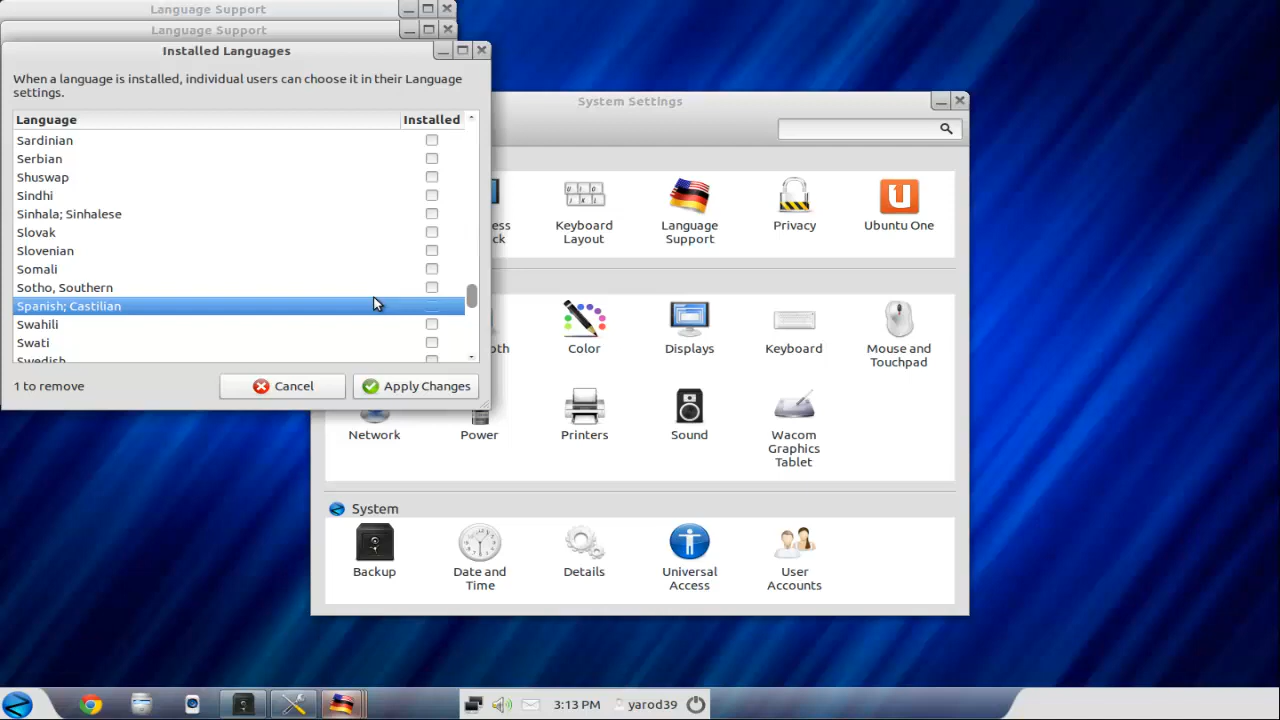 Language Support
Language Support
Installed Languages
When a language is installed, individual users can choose it in their Language
settings.
Language Installed
Sardinian
Serbian
Shuswap
Sindhi
Sinhala; Sinhalese
Slovak
Slovenian
Somali
Sotho, Southern
Spanish; Castilian
Swahili
Swati
Swedish
1 to remove
Cancel
Apply Changes
System Settings
ess
ck
Keyboard
Layout
Language
Support
Privacy
Ubuntu One
oth
Color
Displays
Keyboard
Mouse and
Touchpad
Network
Power
Printers
Sound
Wacom
Graphics
Tablet
System
Backup
Date and
Time
Details
Universal
Access
User
Accounts
3:13 PM
yarod39